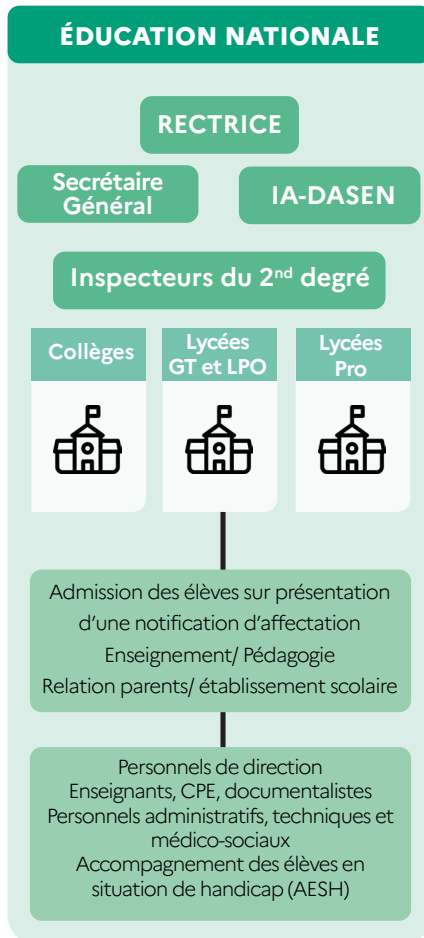 ÉDUCATION NATIONALE
RECTRICE
Secrétaire
Général
IA-DASEN
Inspecteurs du 2nd degré
Collèges
Lycées
GT et LPO
Lycées
Pro
Admission des élèves sur présentation
d'une notification d'affectation
Enseignement/ Pédagogie
Relation parents/ établissement scolaire
Personnels de direction
Enseignants, CPE, documentalistes
Personnels administratifs, techniques et
médico-sociaux
Accompagnement des élèves en
situation de handicap (AESH)